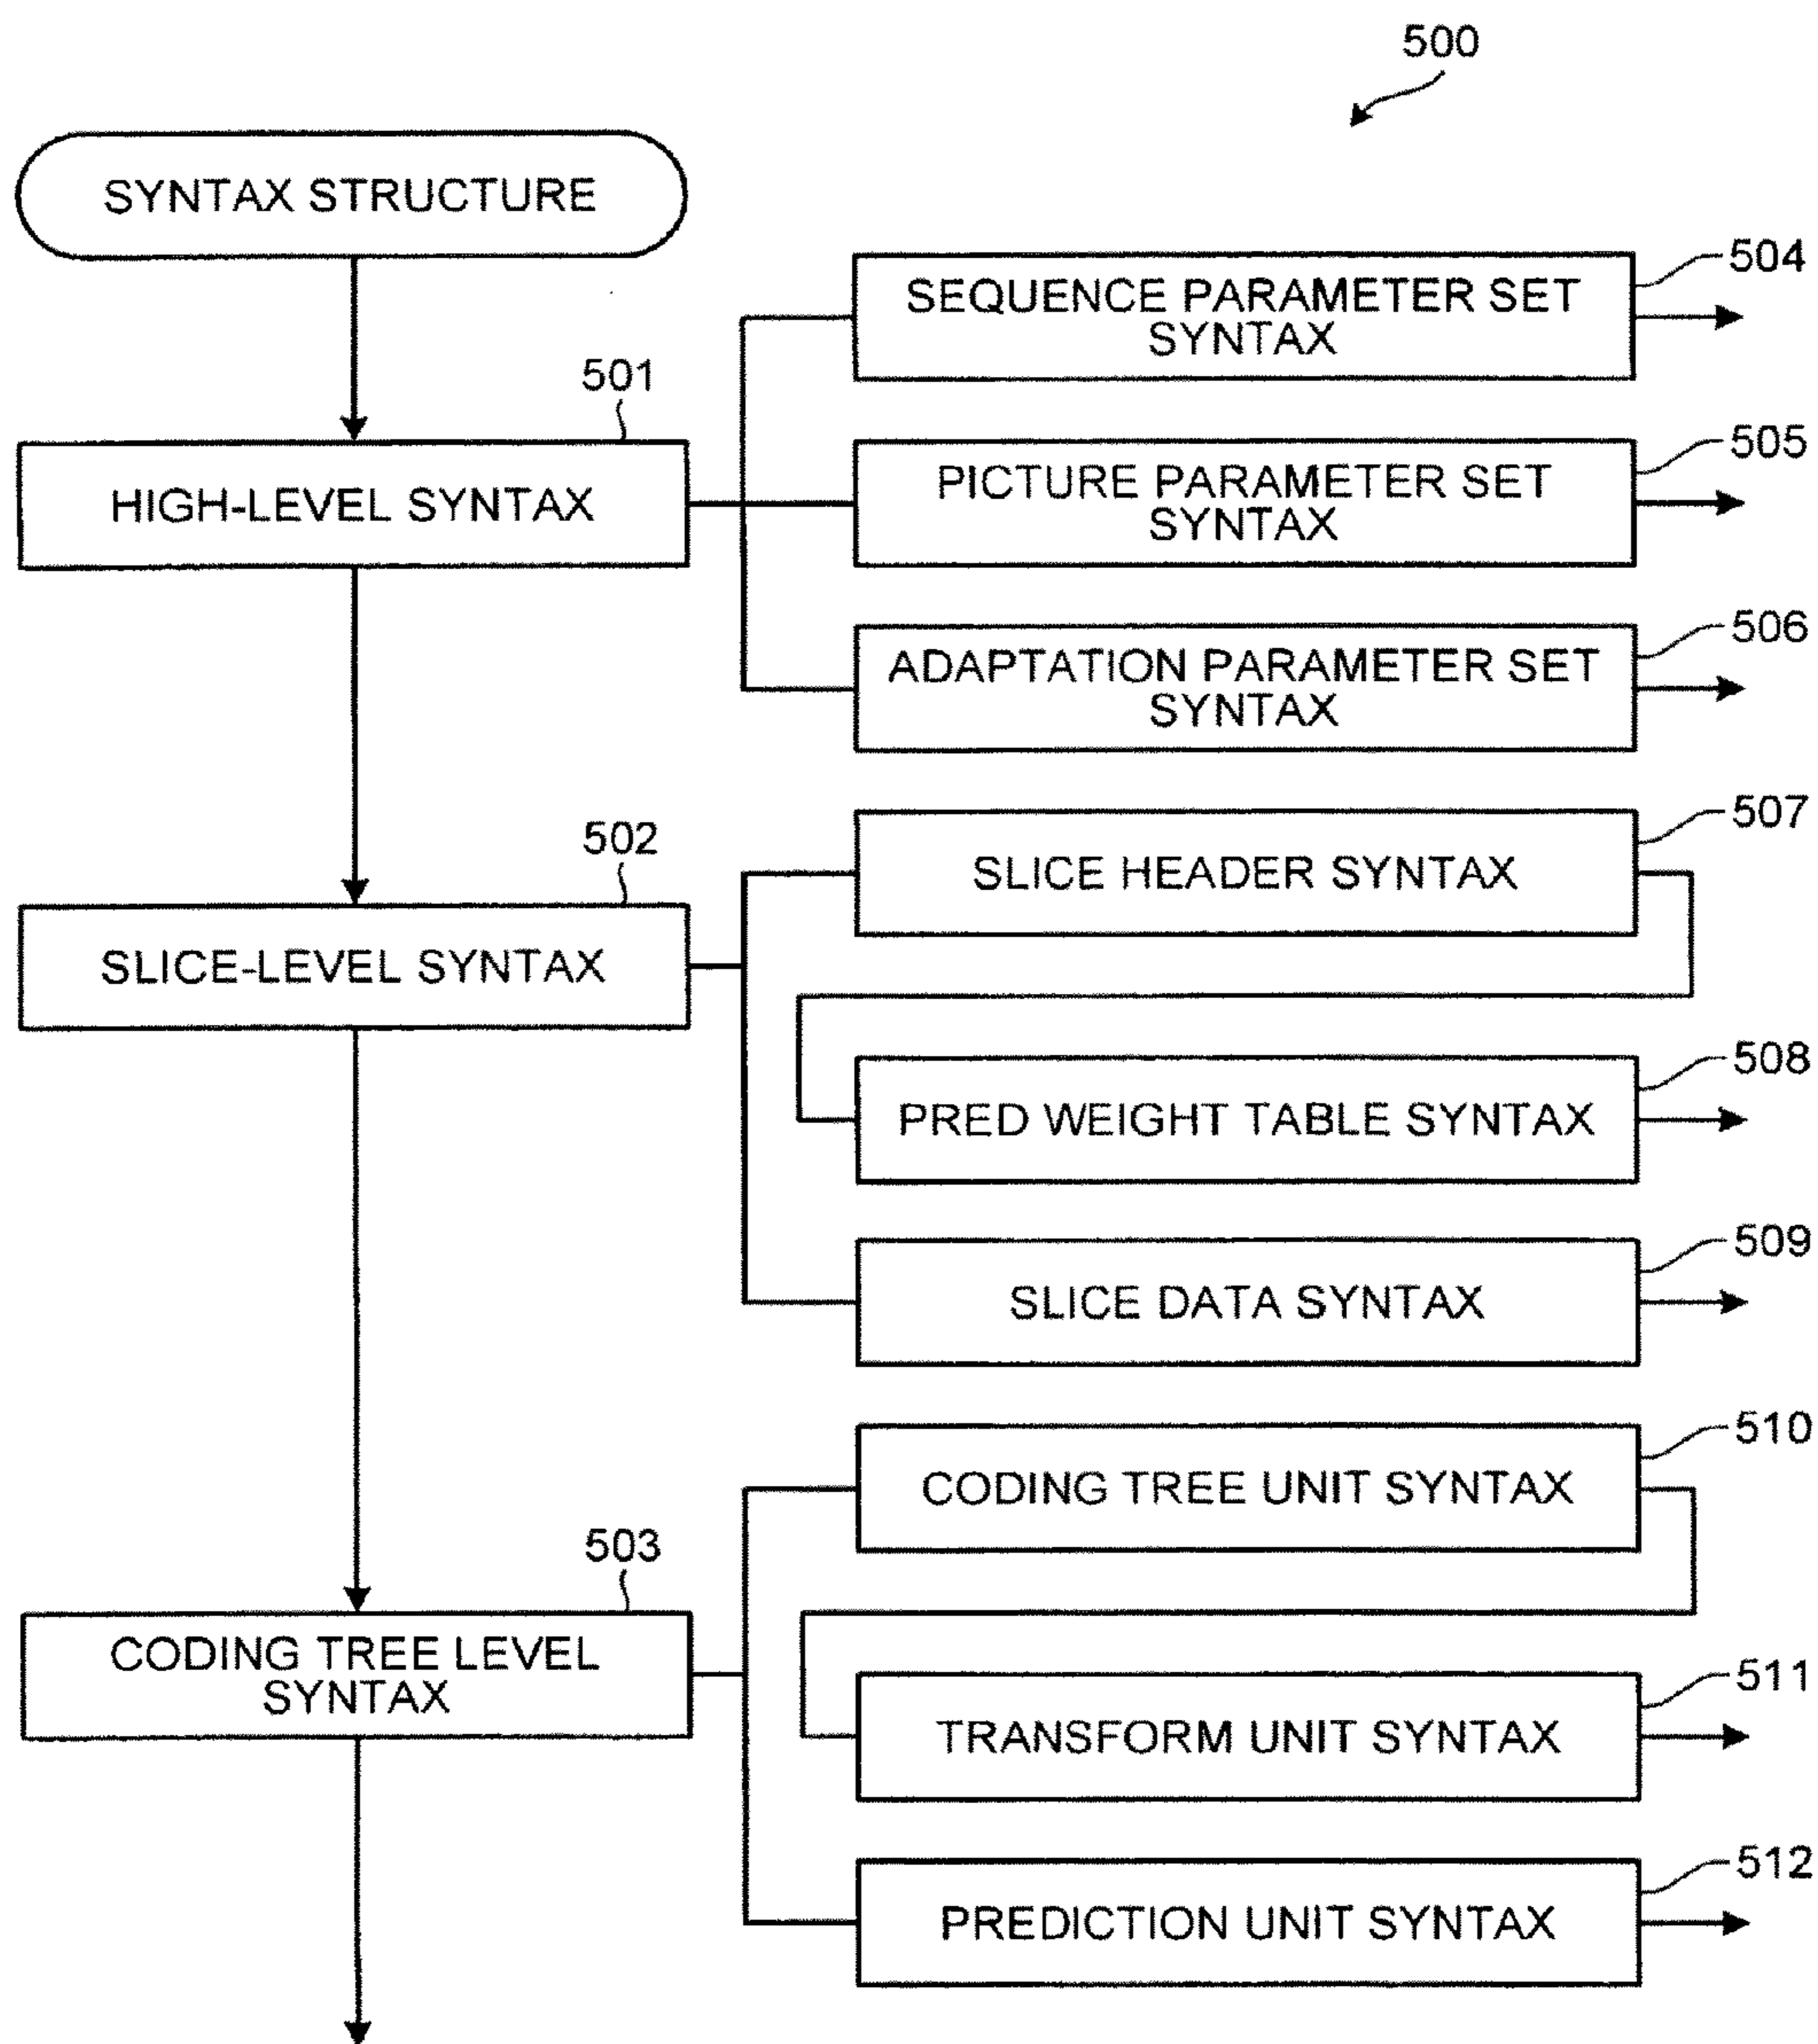 500
SYNTAX STRUCTURE
504
SEQUENCE PARAMETER SET
SYNTAX
501
HIGH-LEVEL SYNTAX
505
PICTURE PARAMETER SET
SYNTAX
506
ADAPTATION PARAMETER SET
SYNTAX
502
SLICE-LEVEL SYNTAX
507
SLICE HEADER SYNTAX
508
PRED WEIGHT TABLE SYNTAX
509
SLICE DATA SYNTAX
503
CODING TREE LEVEL
SYNTAX
510
CODING TREE UNIT SYNTAX
511
TRANSFORM UNIT SYNTAX
512
PREDICTION UNIT SYNTAX